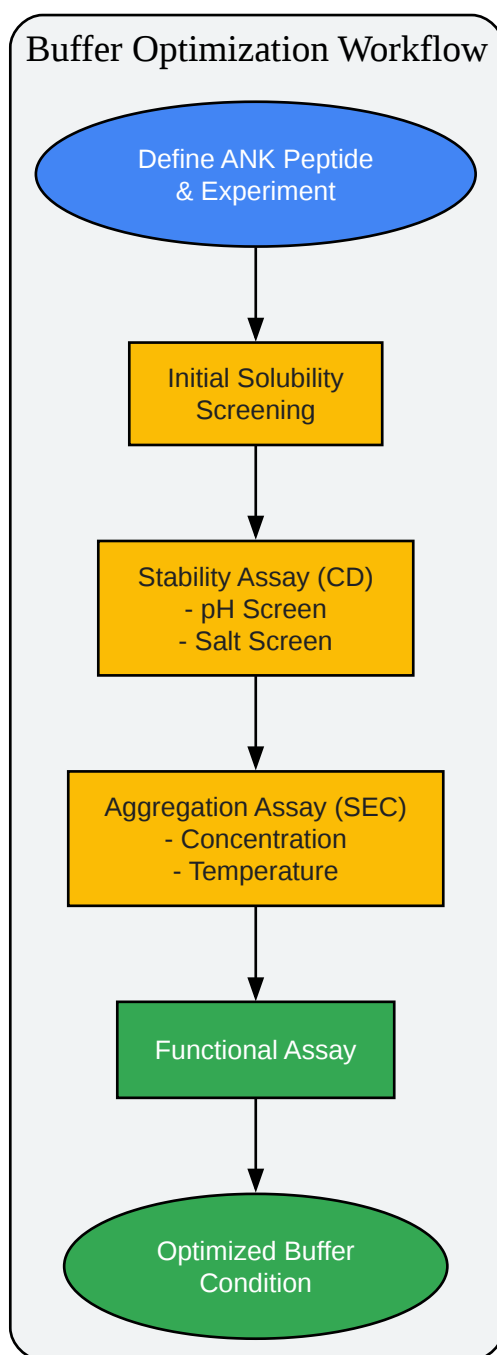 Buffer Optimization Workflow
Define ANK Peptide
& Experiment
Initial Solubility
Screening
Stability Assay (CD)
- pH Screen
- Salt Screen
Aggregation Assay (SEC)
- Concentration
- Temperature
Functional Assay
Optimized Buffer
Condition